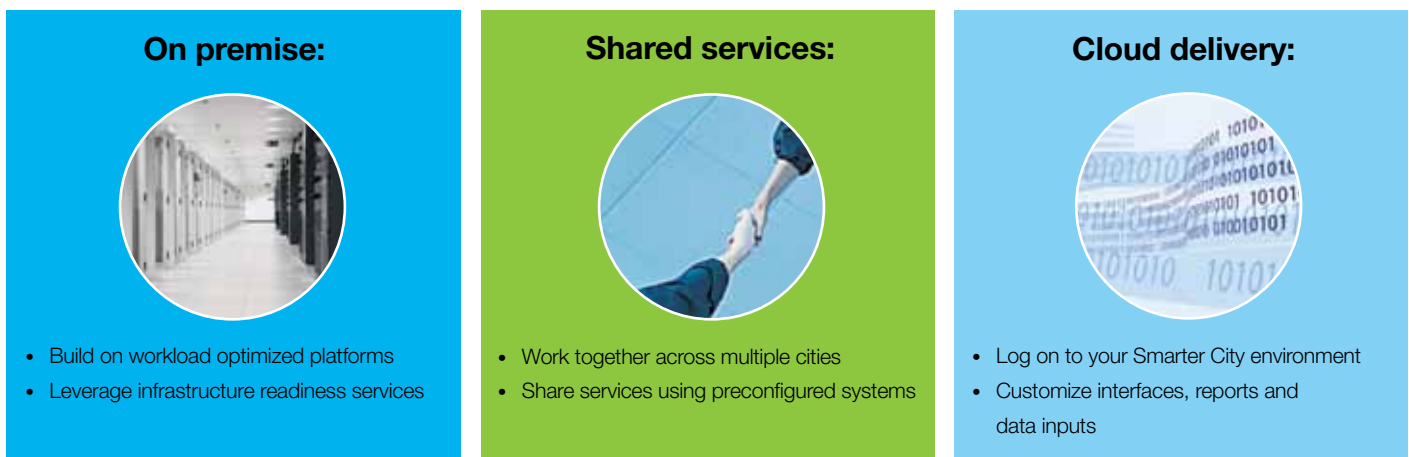 On premise:
• Build on workload optimized platforms
• Leverage infrastructure readiness services
Shared services:
• Work together across multiple cities
• Share services using preconfigured systems
Cloud delivery:
1010101
10101
• Log on to your Smarter City environment
• Customize interfaces, reports and
data inputs